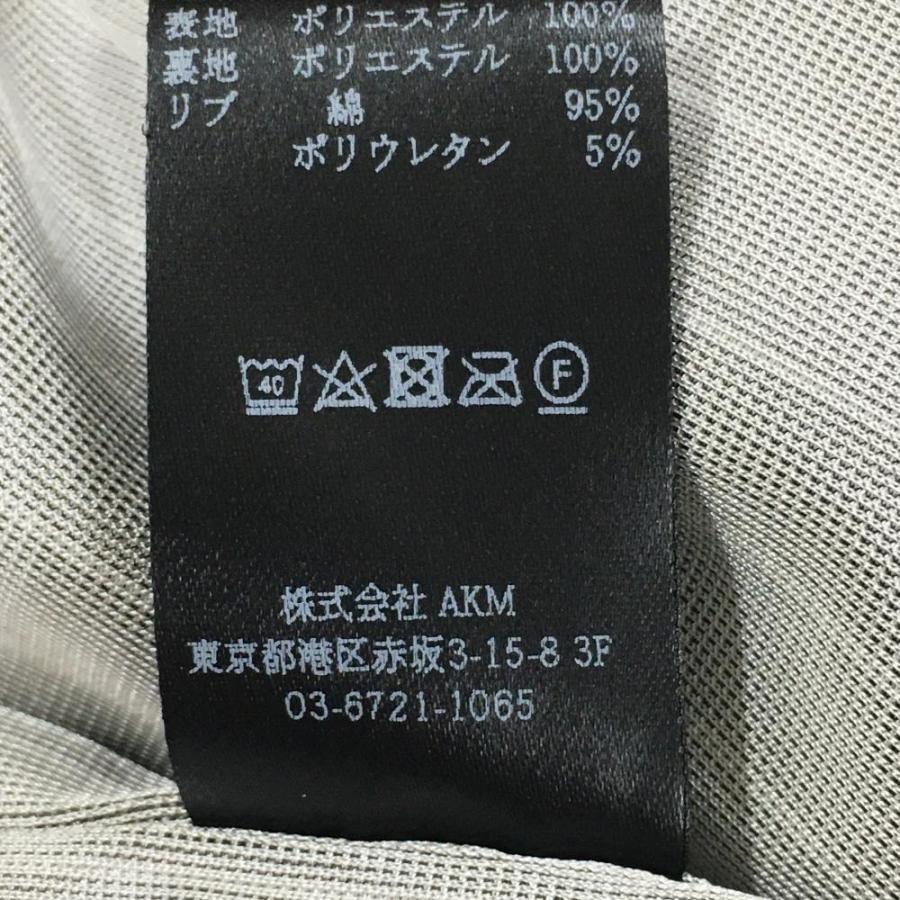 表地 ポリエステル 100%
裏地 ポリエステル 100%
リブ 綿 95%
ポリウレタン 5%
40 F
株式会社 AKM
東京都港区赤坂3-15-8 3F
03-6721-1065